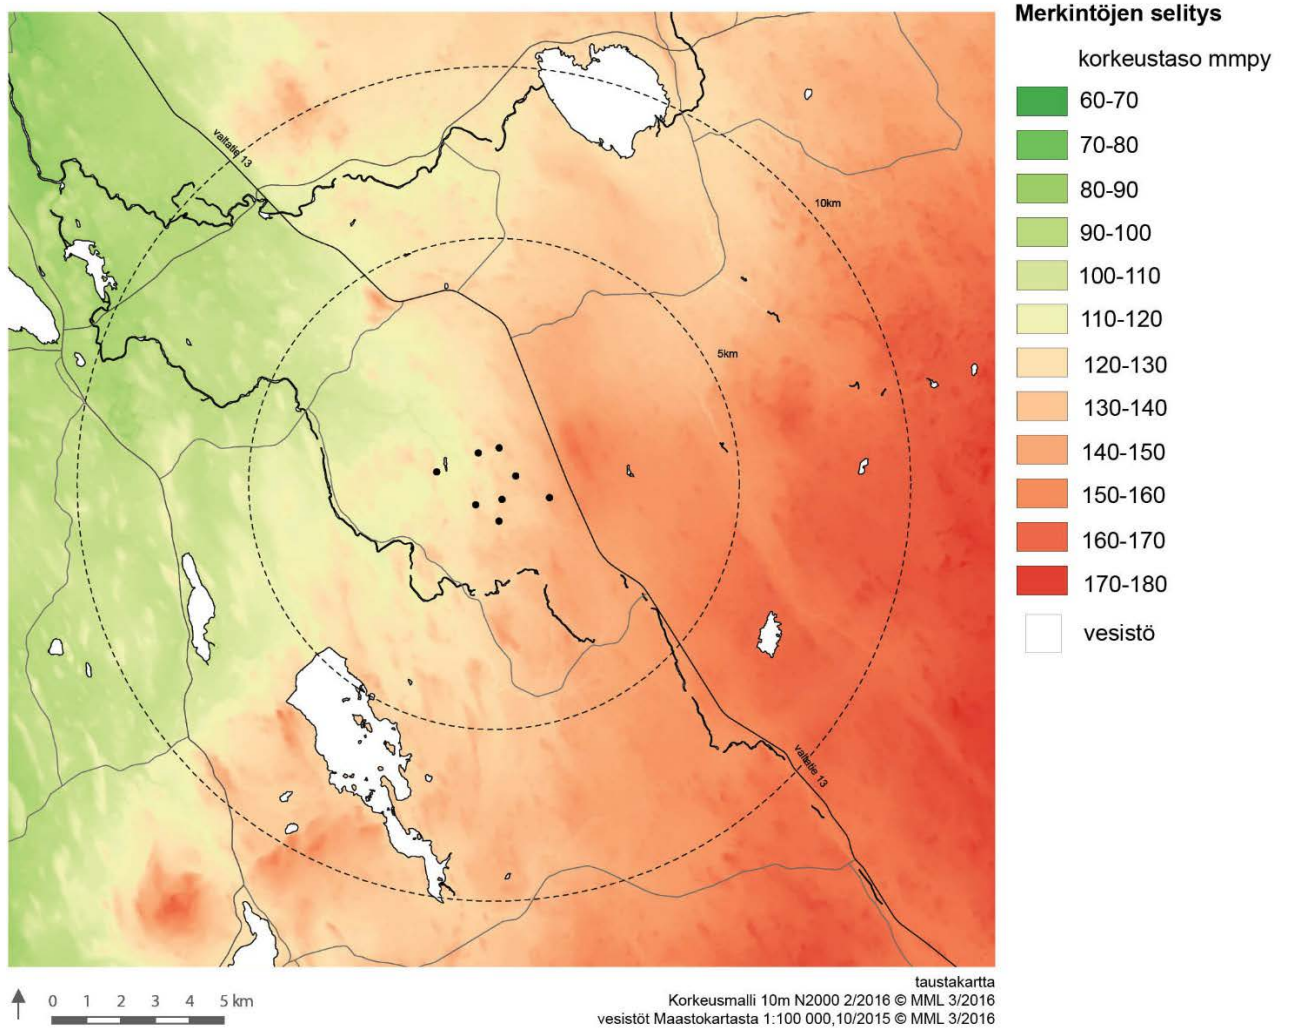 Merkintöjen selitys
korkeustaso mmpy
60-70
70-80
80-90
90-100
100-110
110-120
120-130
130-140
140-150
150-160
160-170
170-180
vesistö
valtatie 13
10km
5km
valtatie 13
0 1 2 3 4 5 km
taustakartta
Korkeusmalli 10m N2000 2/2016 © MML 3/2016
vesistöt Maastokartasta 1:100 000,10/2015 © MML 3/2016